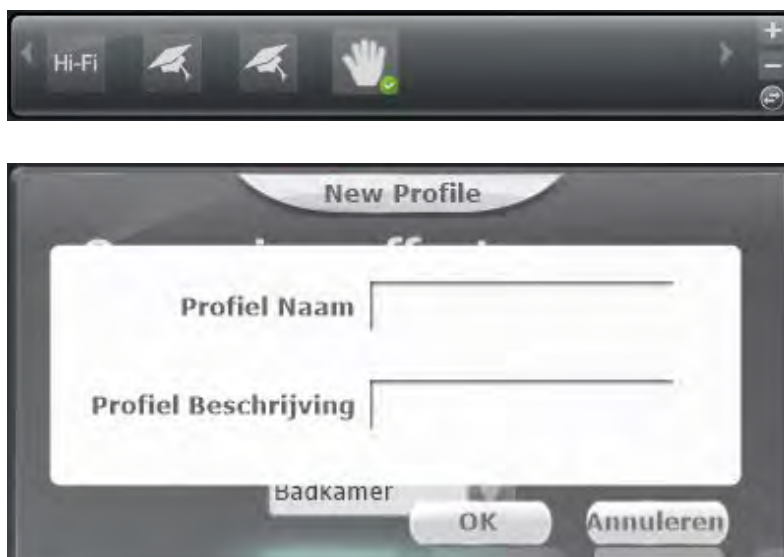 Hi-Fi
New Profile
Profiel Naam
Profiel Beschrijving
Badkamer
OK Annuleren